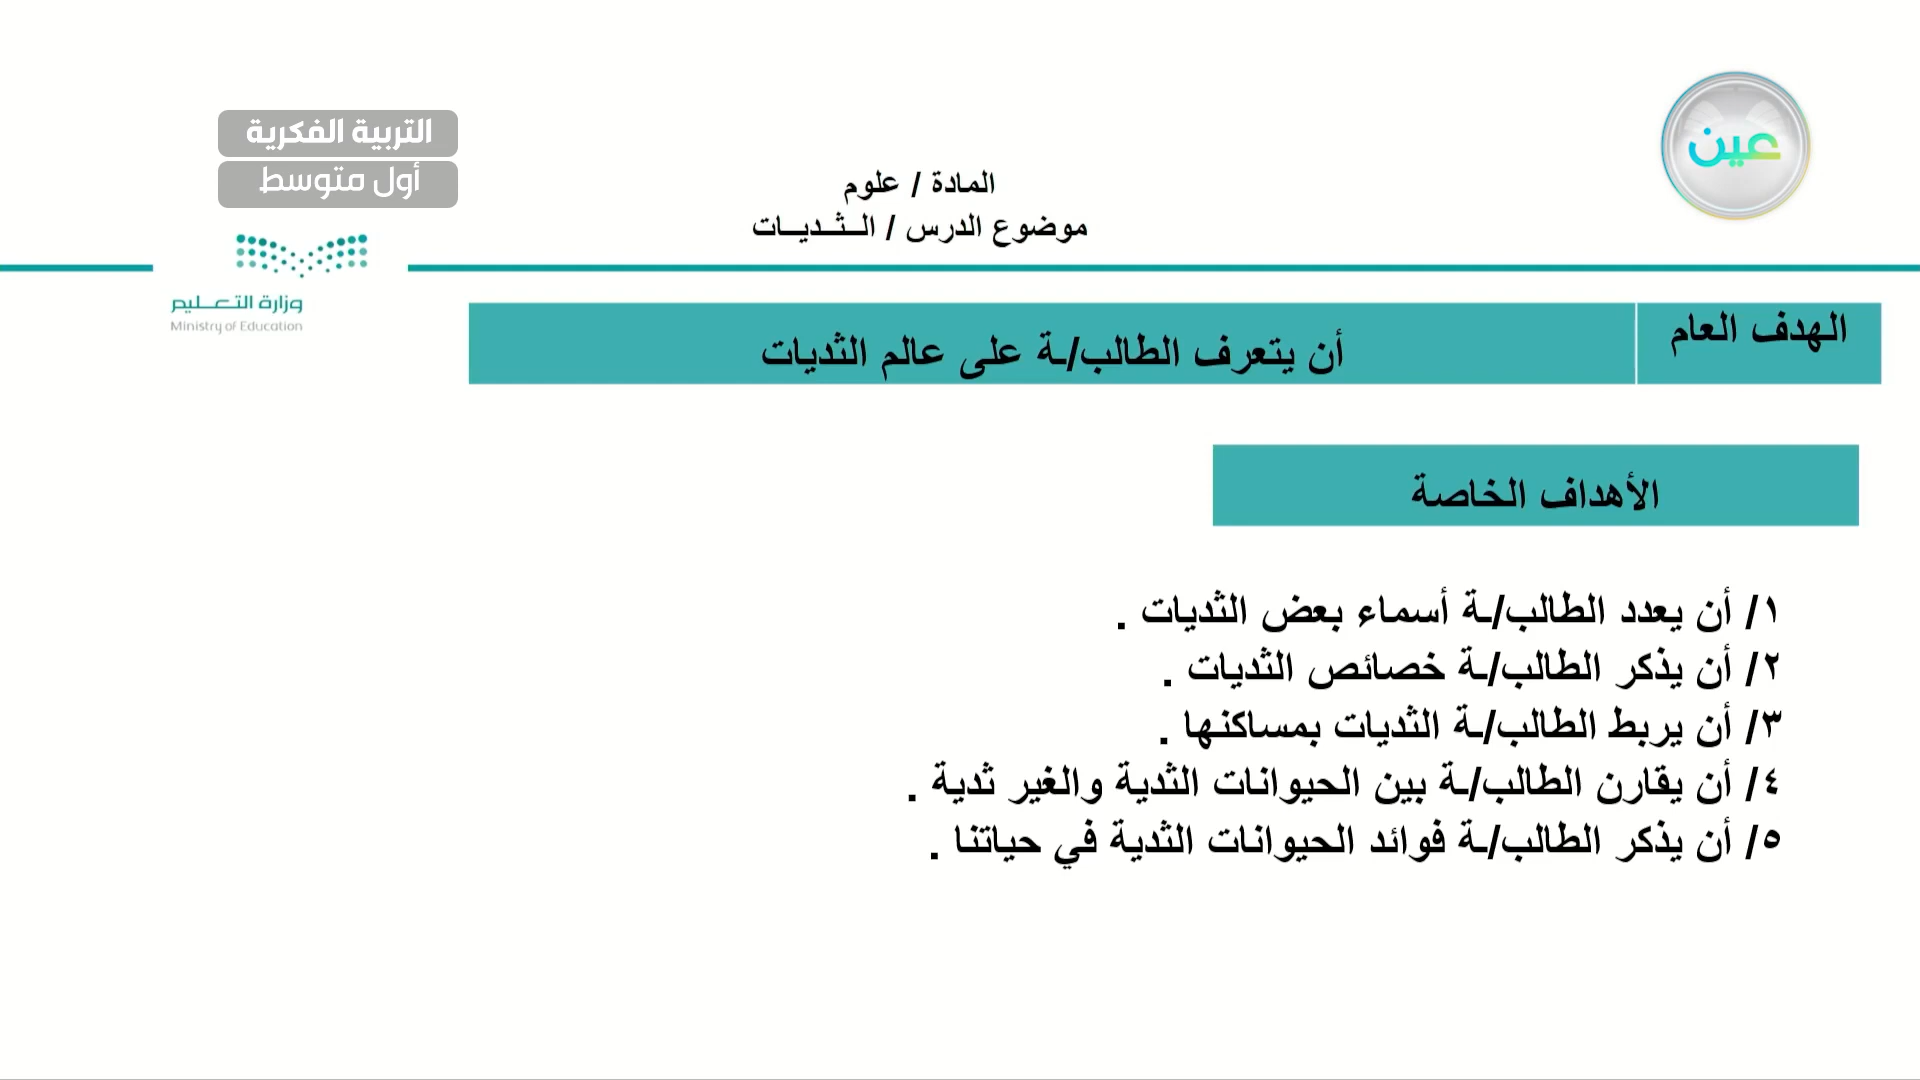 عين
التربية الفكرية
أول متوسط
المادة / علوم
موضوع الدرس / الــثــديــات
وزارة التـعـليم
Ministry of Education
الهدف العام
أن يتعرف الطالب/ـة على عالم الثديات
الأهداف الخاصة
١/ أن يعدد الطالب/ـة أسماء بعض الثديات .
٢/ أن يذكر الطالب/ـة خصائص الثديات .
٣/ أن يربط الطالب/ـة الثديات بمساكنها .
٤/ أن يقارن الطالب/ـة بين الحيوانات الثدية والغير ثدية .
٥/ أن يذكر الطالب/ـة فوائد الحيوانات الثدية في حياتنا .